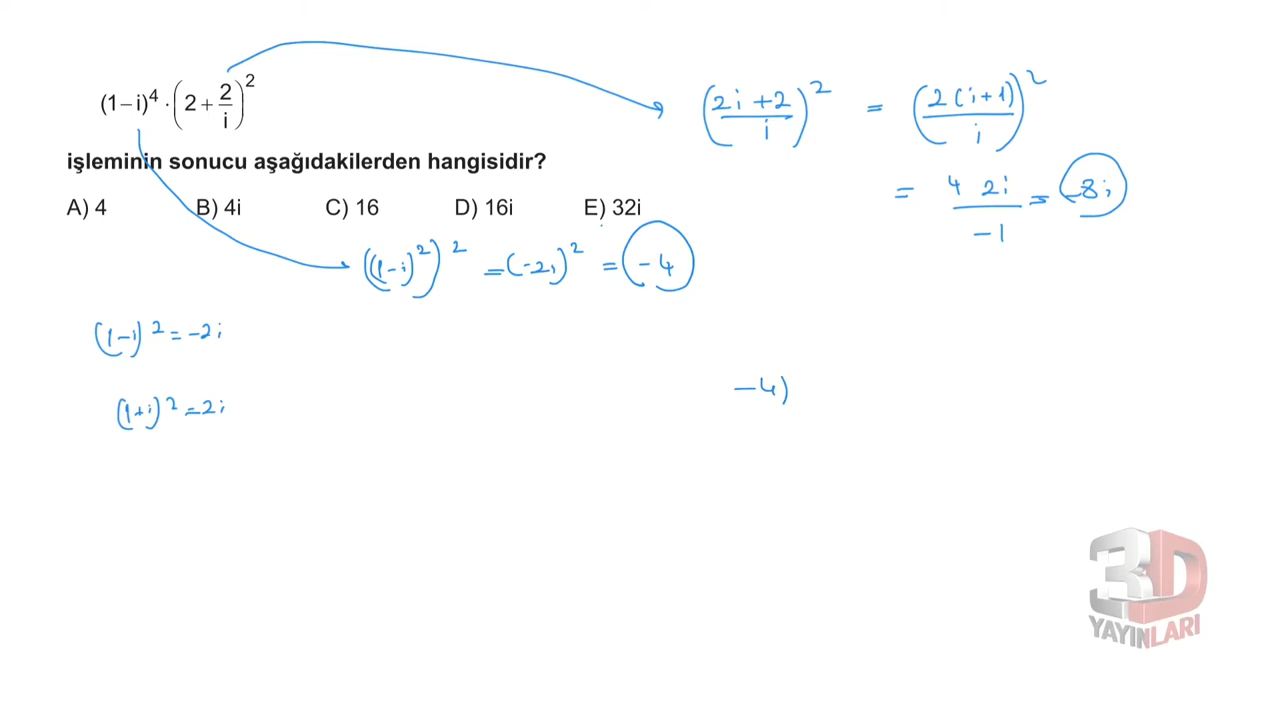 (1–i)⁴ · (2 + 2/i)²
işleminin sonucu aşağıdakilerden hangisidir?
A) 4 B) 4i C) 16 D) 16i E) 32i
((2i + 2)/i)² = (2(i+1)/i)²
= (4 2i)/(-1) = -8i
((1-i)²)² = (-2i)² = -4
(1-i)² = -2i
(1+i)² = 2i
-4)
3D
YAYINLARI